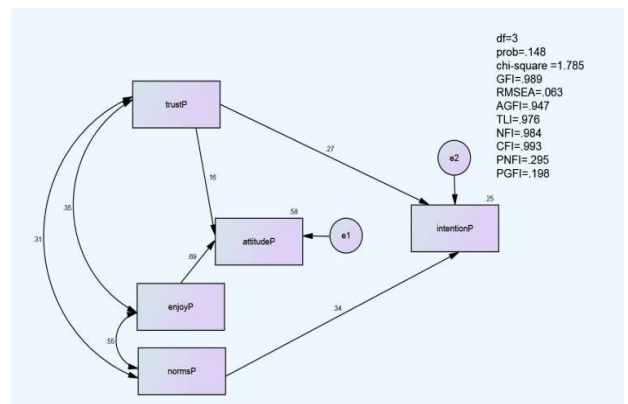 df=3
prob=.148
chi-square =1.785
GFI=.989
RMSEA=.063
AGFI=.947
TLI=.976
NFI=.984
CFI=.993
PNFI=.295
PGFI=.198
trustP
.27
e2
.16
.35
.31
.58
.25
attitudeP
e1
intentionP
.69
enjoyP
.34
.55
normsP